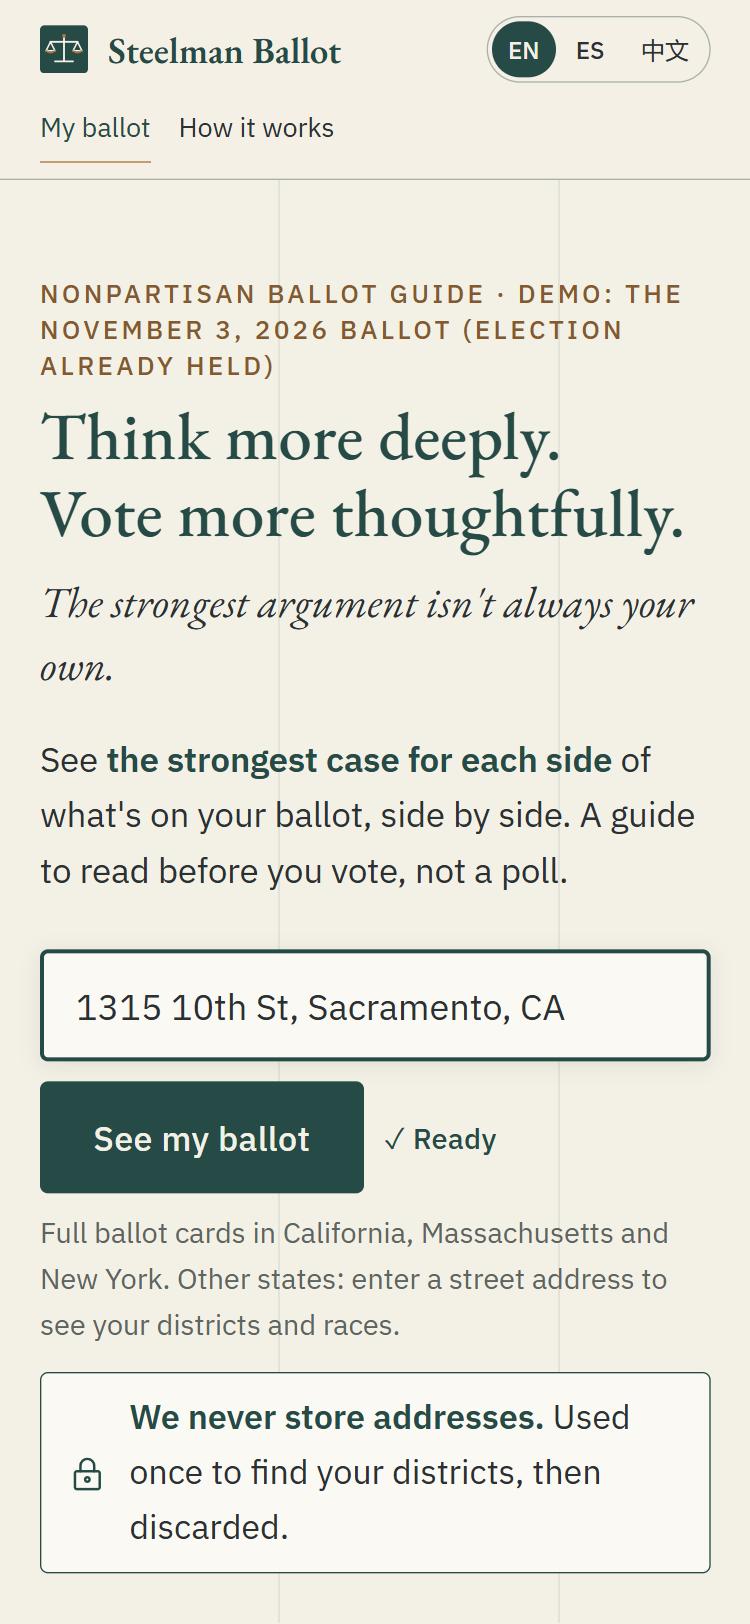 Steelman Ballot
EN ES 中文
My ballot How it works
NONPARTISAN BALLOT GUIDE · DEMO: THE
NOVEMBER 3, 2026 BALLOT (ELECTION
ALREADY HELD)
Think more deeply.
Vote more thoughtfully.
The strongest argument isn't always your
own.
See the strongest case for each side of
what's on your ballot, side by side. A guide
to read before you vote, not a poll.
1315 10th St, Sacramento, CA
See my ballot ✓ Ready
Full ballot cards in California, Massachusetts and
New York. Other states: enter a street address to
see your districts and races.
We never store addresses. Used
once to find your districts, then
discarded.